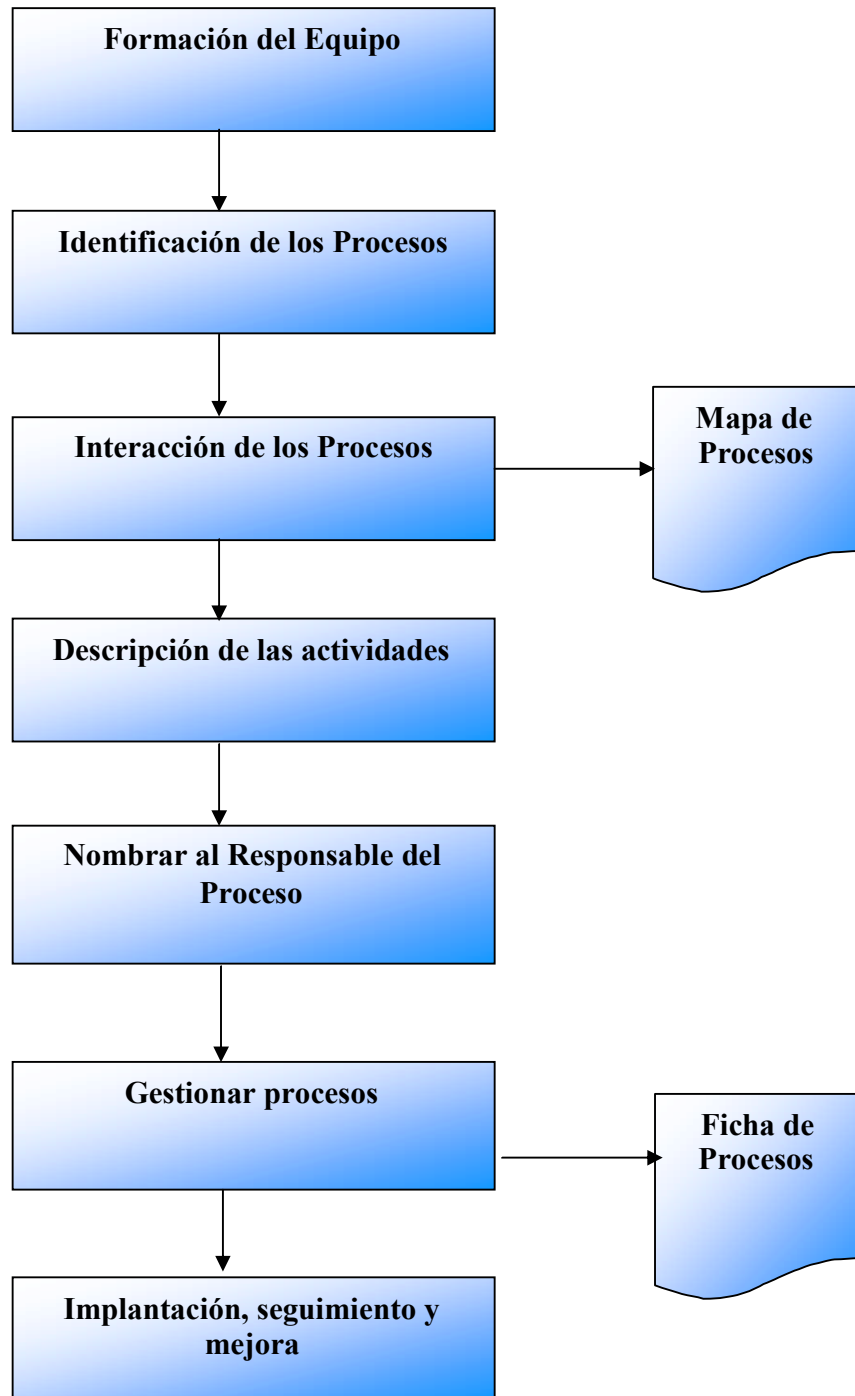 Formación del Equipo
Identificación de los Procesos
Interacción de los Procesos
Mapa de
Procesos
Descripción de las actividades
Nombrar al Responsable del
Proceso
Gestionar procesos
Ficha de
Procesos
Implantación, seguimiento y
mejora